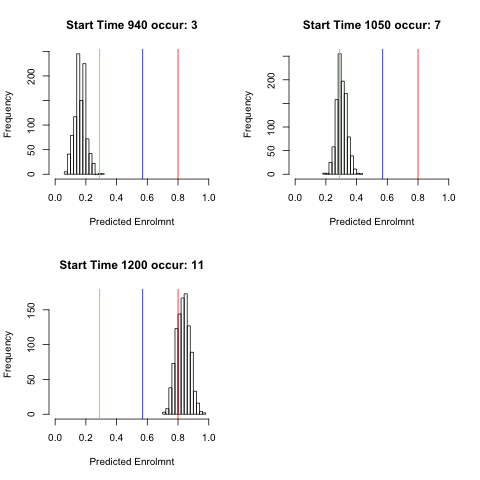 Start Time 940 occur: 3
Frequency
0 50 100 200
0.0 0.2 0.4 0.6 0.8 1.0
Predicted Enrolmnt
Start Time 1050 occur: 7
Frequency
0 50 100 200
0.0 0.2 0.4 0.6 0.8 1.0
Predicted Enrolmnt
Start Time 1200 occur: 11
Frequency
0 50 100 150
0.0 0.2 0.4 0.6 0.8 1.0
Predicted Enrolmnt